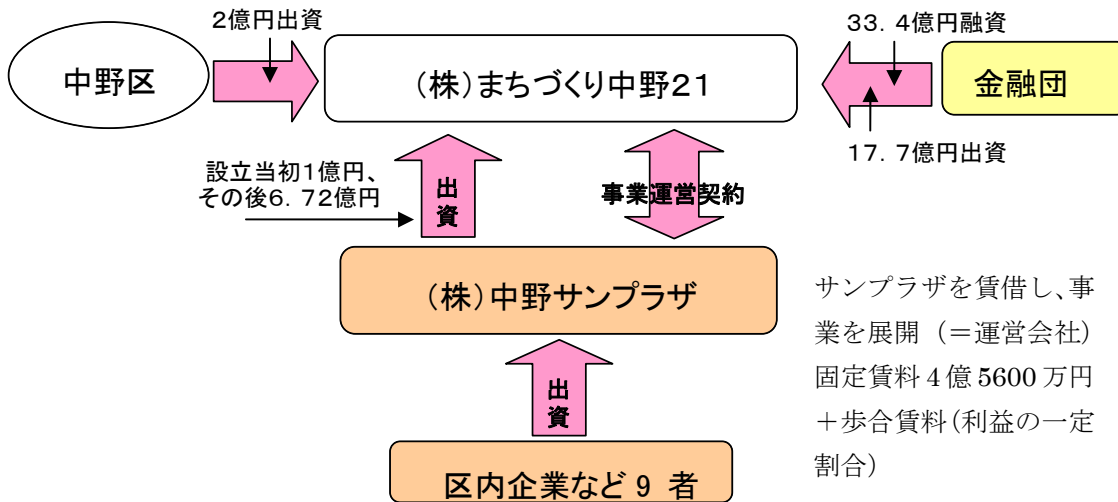 2億円出資
33.4億円融資
中野区
(株)まちづくり中野21
金融団
17.7億円出資
設立当初1億円、
その後6.72億円
出資
事業運営契約
(株)中野サンプラザ
サンプラザを賃借し、事
業を展開（＝運営会社）
固定賃料4億5600万円
＋歩合賃料(利益の一定
割合)
出資
区内企業など9 者